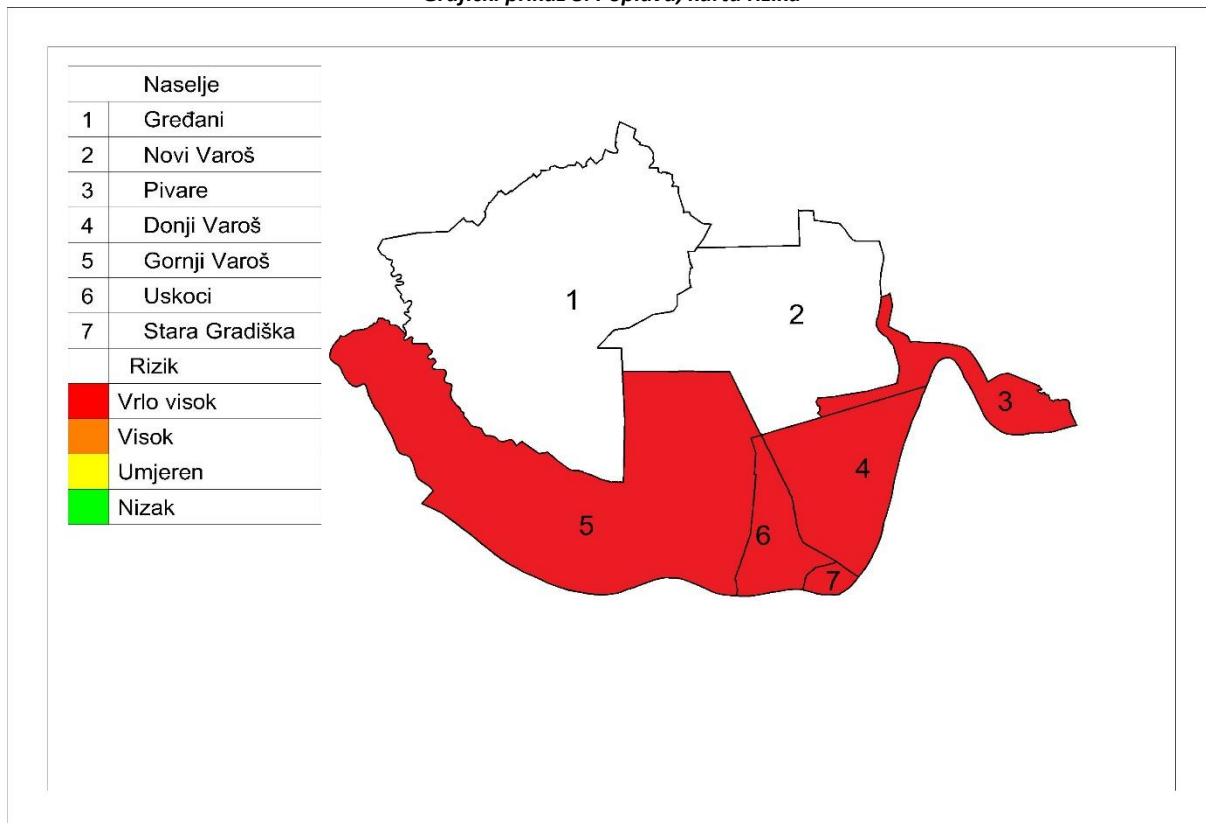 Naselje
1 Gređani
2 Novi Varoš
3 Pivare
4 Donji Varoš
5 Gornji Varoš
6 Uskoci
7 Stara Gradiška
Rizik
Vrlo visok
Visok
Umjeren
Nizak
1
2
3
4
5
6
7